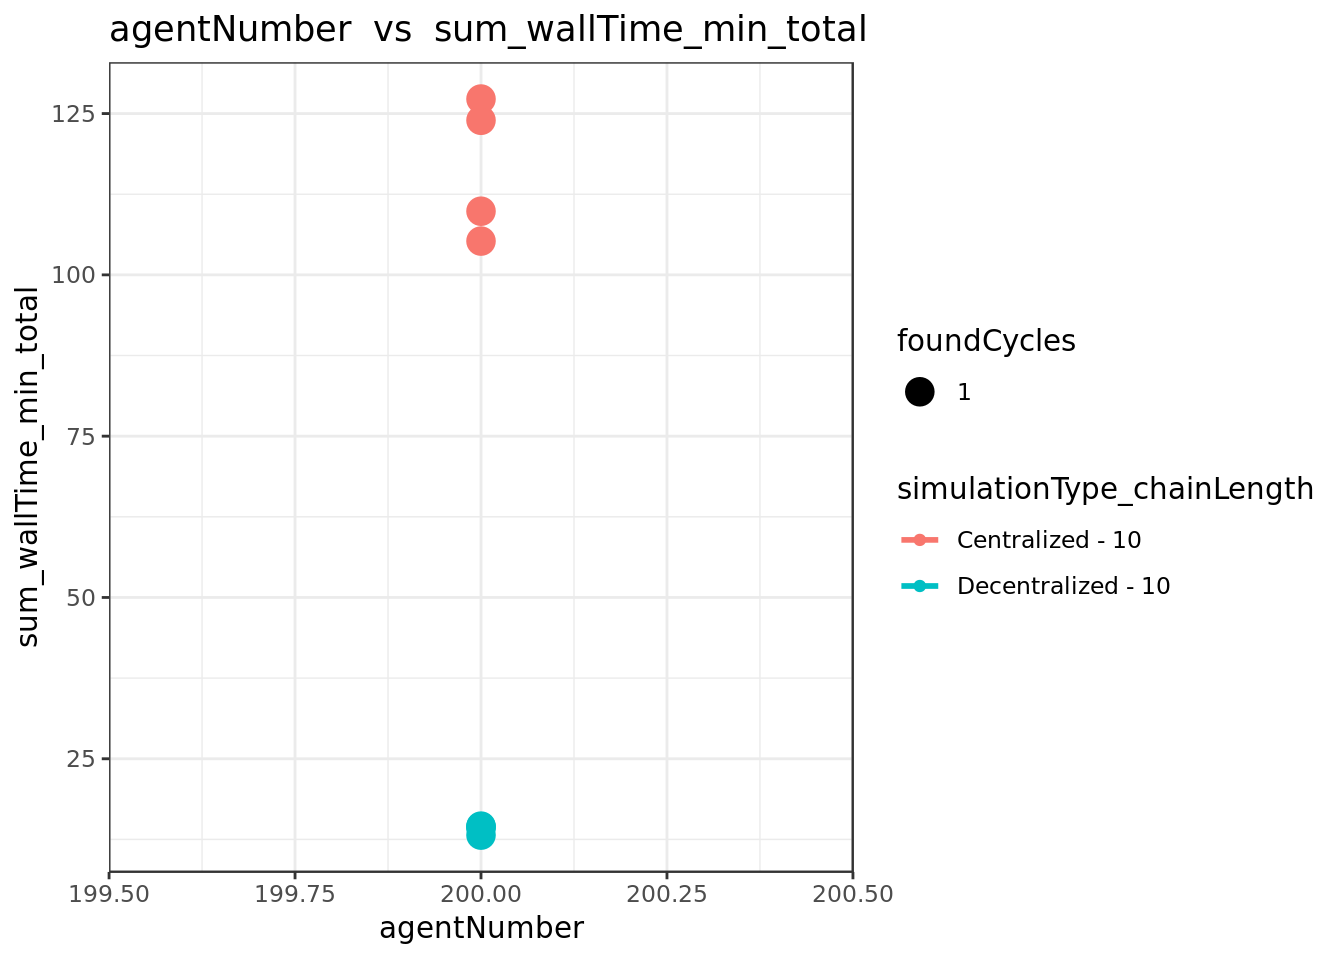 agentNumber vs sum_wallTime_min_total
sum_wallTime_min_total
125
100
75
50
25
199.50 199.75 200.00 200.25 200.50
agentNumber
foundCycles
1
simulationType_chainLength
Centralized - 10
Decentralized - 10